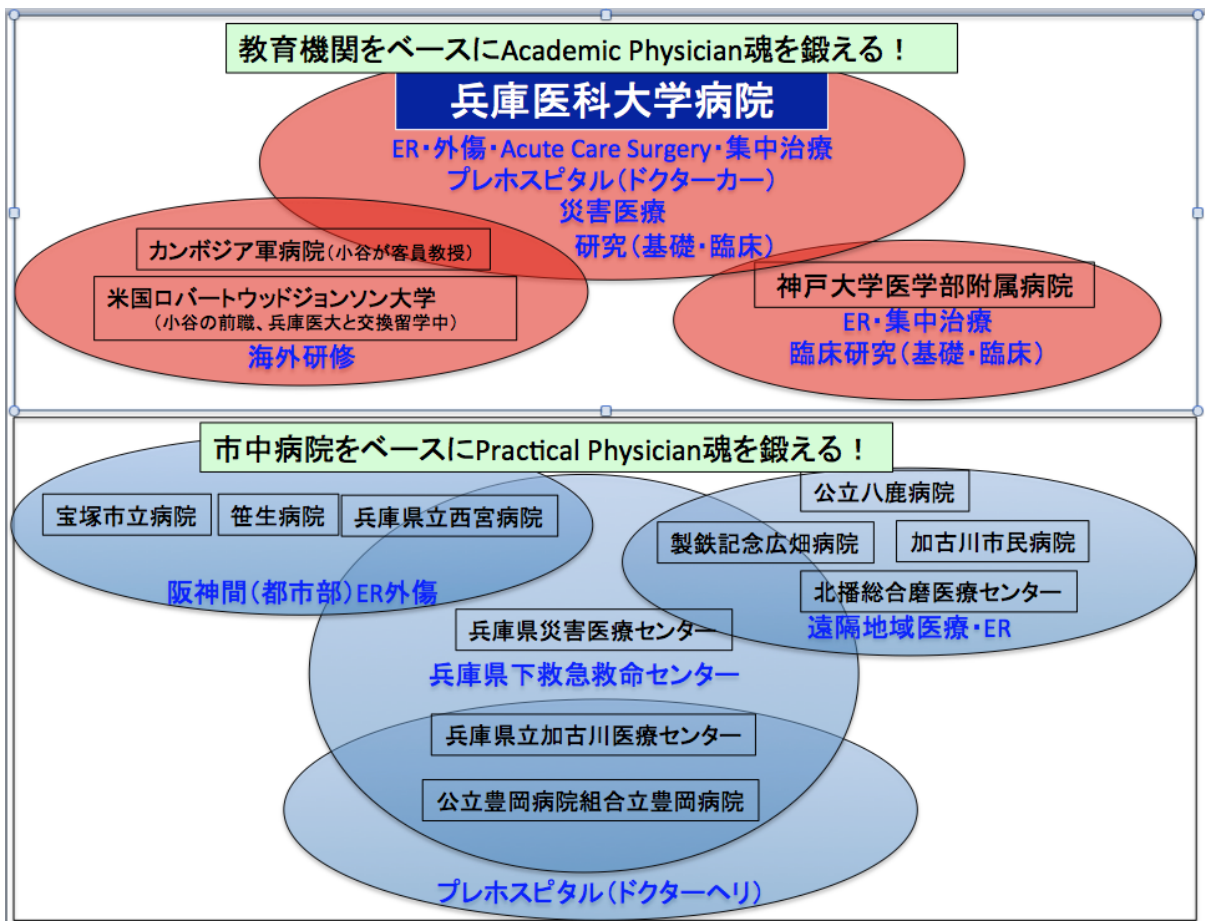 教育機関をベースにAcademic Physician魂を鍛える！
兵庫医科大学病院
ER・外傷・Acute Care Surgery・集中治療
プレホスピタル（ドクターカー）
災害医療
研究（基礎・臨床）
カンボジア軍病院（小谷が客員教授）
米国ロバートウッドジョンソン大学
（小谷の前職、兵庫医大と交換留学中）
海外研修
神戸大学医学部附属病院
ER・集中治療
臨床研究（基礎・臨床）
市中病院をベースにPractical Physician魂を鍛える！
宝塚市立病院
笹生病院
兵庫県立西宮病院
阪神間（都市部）ER外傷
公立八鹿病院
製鉄記念広畑病院
加古川市民病院
北播総合磨医療センター
遠隔地域医療・ER
兵庫県災害医療センター
兵庫県下救急救命センター
兵庫県立加古川医療センター
公立豊岡病院組合立豊岡病院
プレホスピタル（ドクターヘリ）